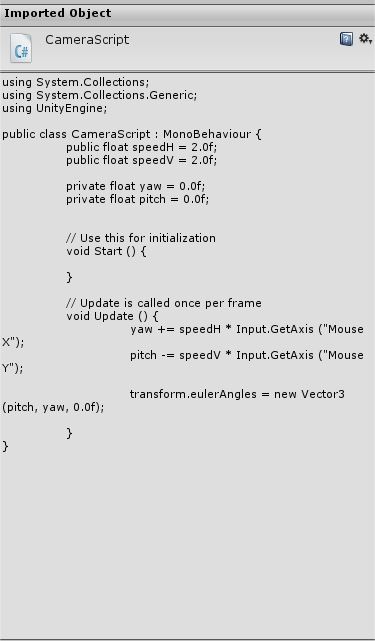 Imported Object
CameraScript
C#
using System.Collections;
using System.Collections.Generic;
using UnityEngine;
public class CameraScript : MonoBehaviour {
public float speedH = 2.0f;
public float speedV = 2.0f;
private float yaw = 0.0f;
private float pitch = 0.0f;
// Use this for initialization
void Start () {
}
// Update is called once per frame
void Update () {
yaw += speedH * Input.GetAxis ("Mouse
X");
pitch -= speedV * Input.GetAxis ("Mouse
Y");
transform.eulerAngles = new Vector3
(pitch, yaw, 0.0f);
}
}